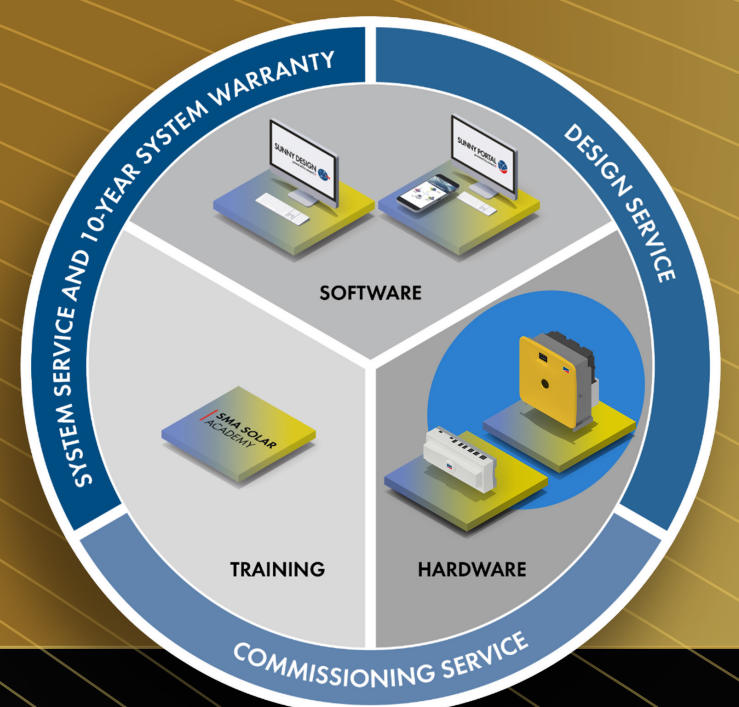 SYSTEM SERVICE AND 10-YEAR SYSTEM WARRANTY
DESIGN SERVICE
SUNNY DESIGN
SUNNY PORTAL
SOFTWARE
SMA SOLAR
ACADEMY
TRAINING
HARDWARE
COMMISSIONING SERVICE